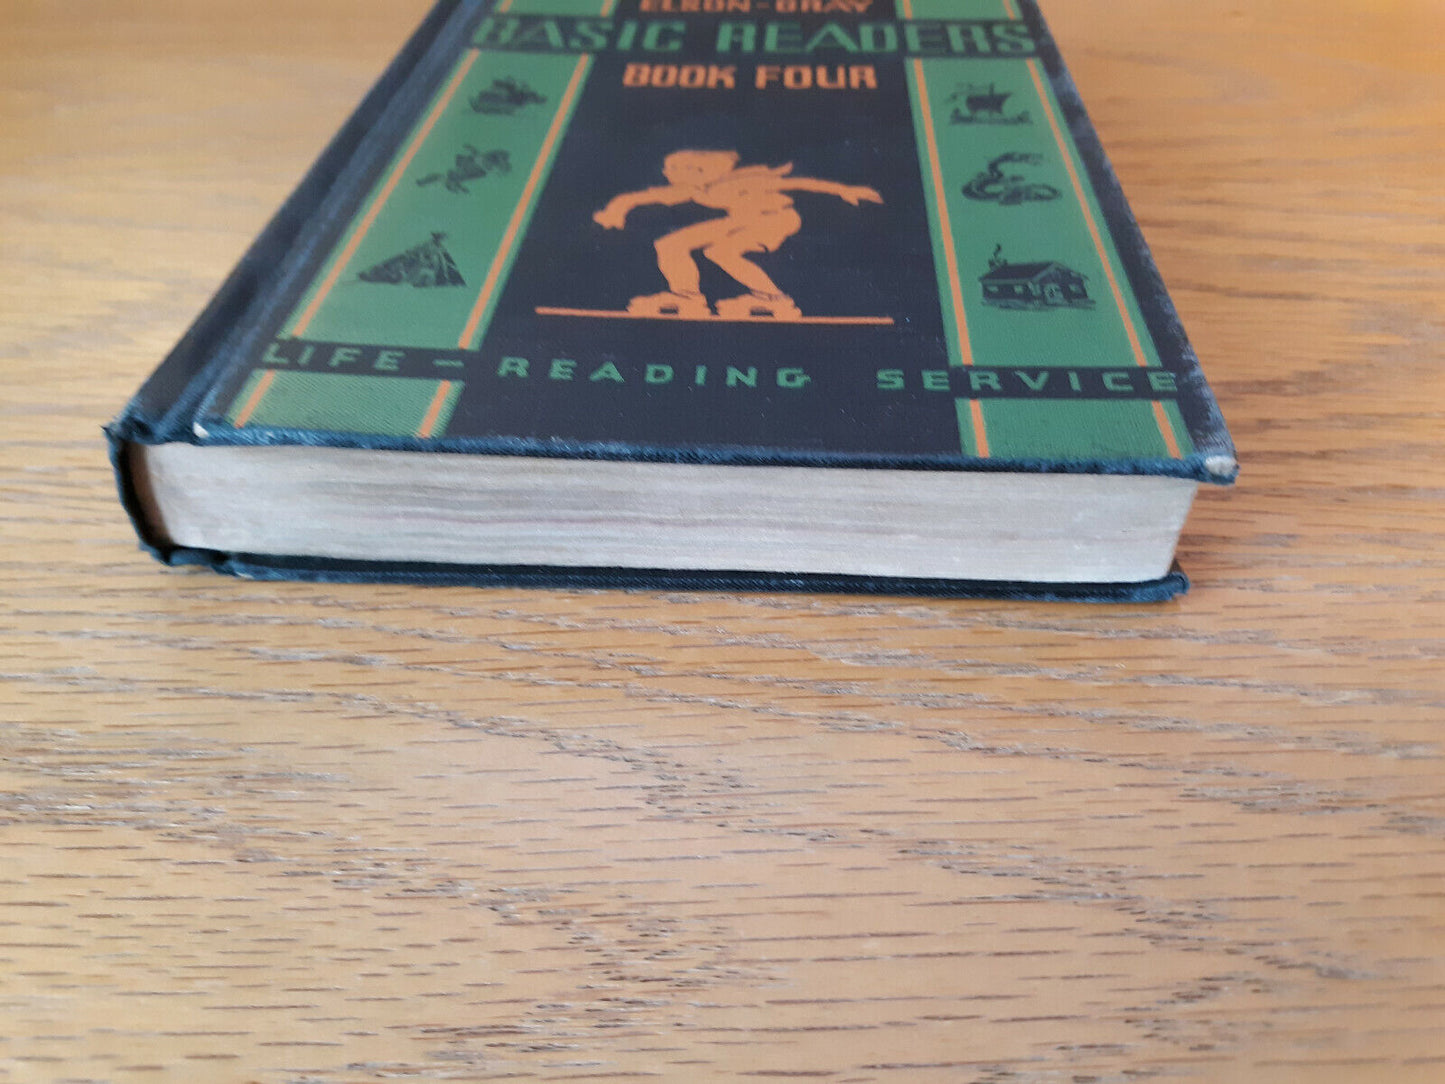 ELSON-GRAY
BASIC READERS
BOOK FOUR
LIFE - READING SERVICE